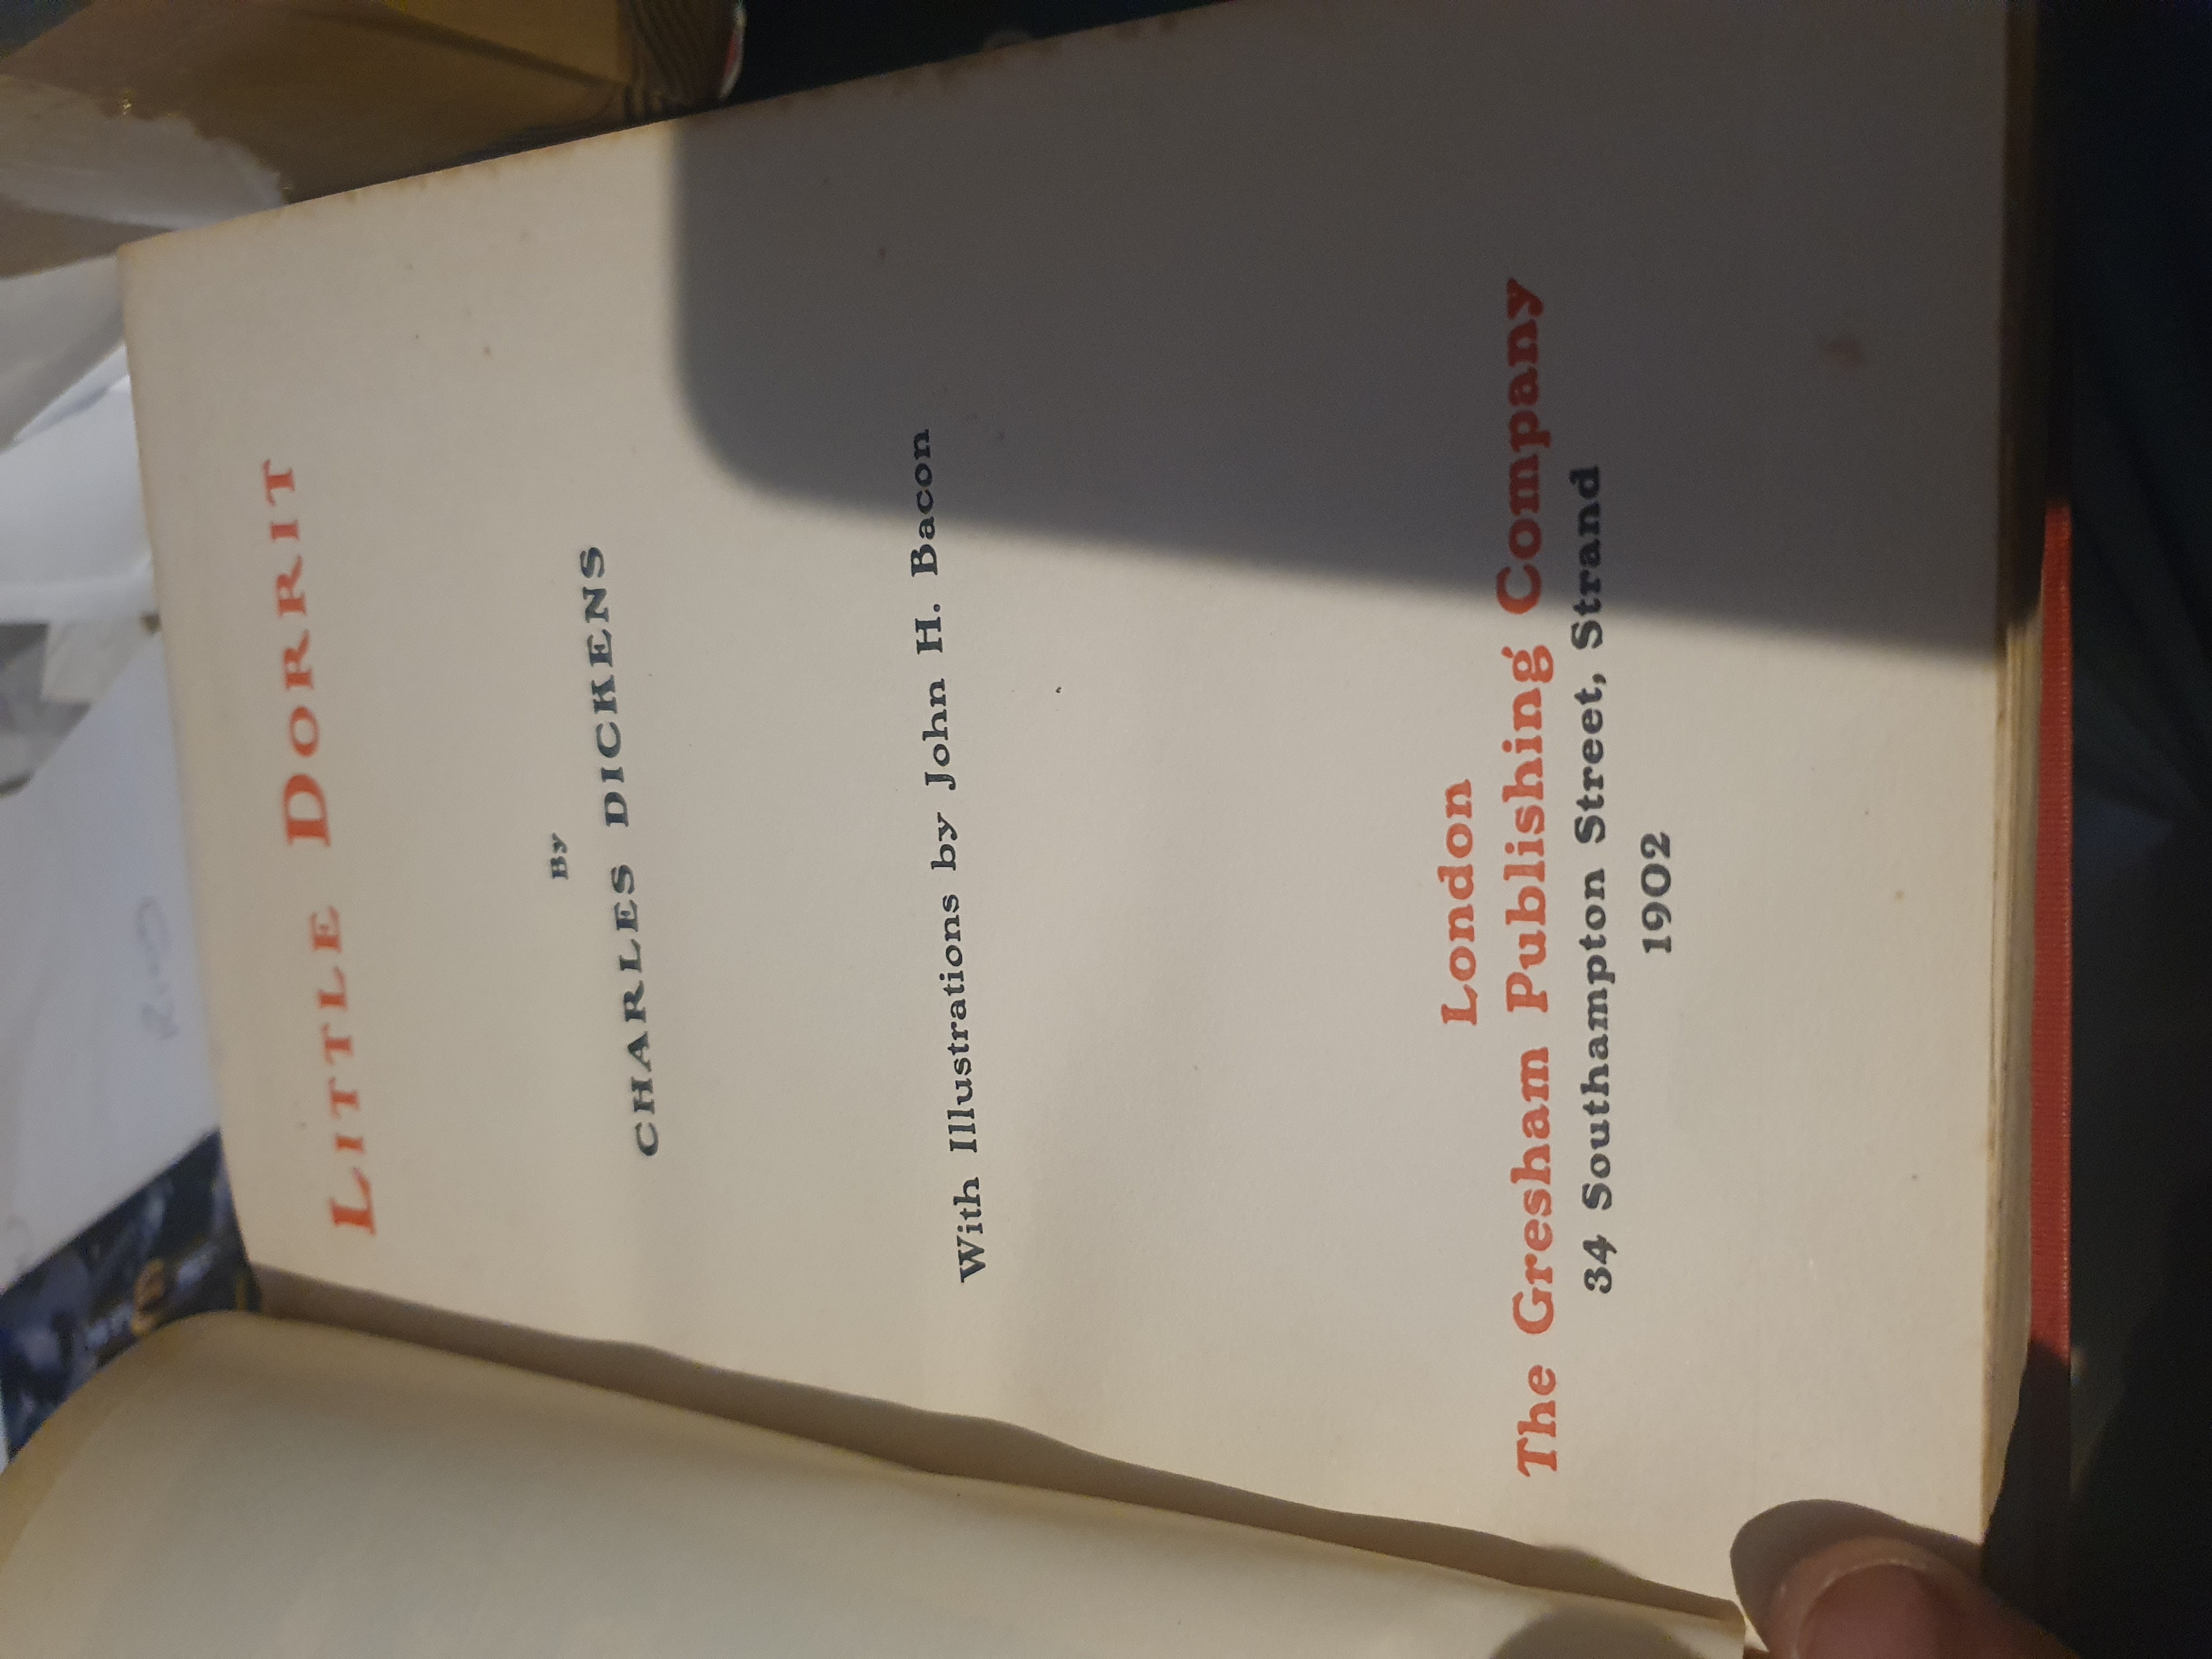 LITTLE DORRIT
By
CHARLES DICKENS
With Illustrations by John H. Bacon
London
The Gresham Publishing Company
34 Southampton Street, Strand
1902